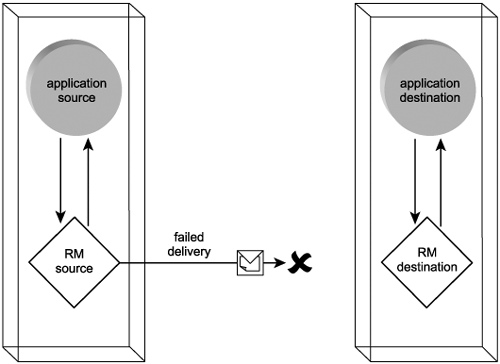 application
source
application
destination
failed
delivery
RM
source
RM
destination